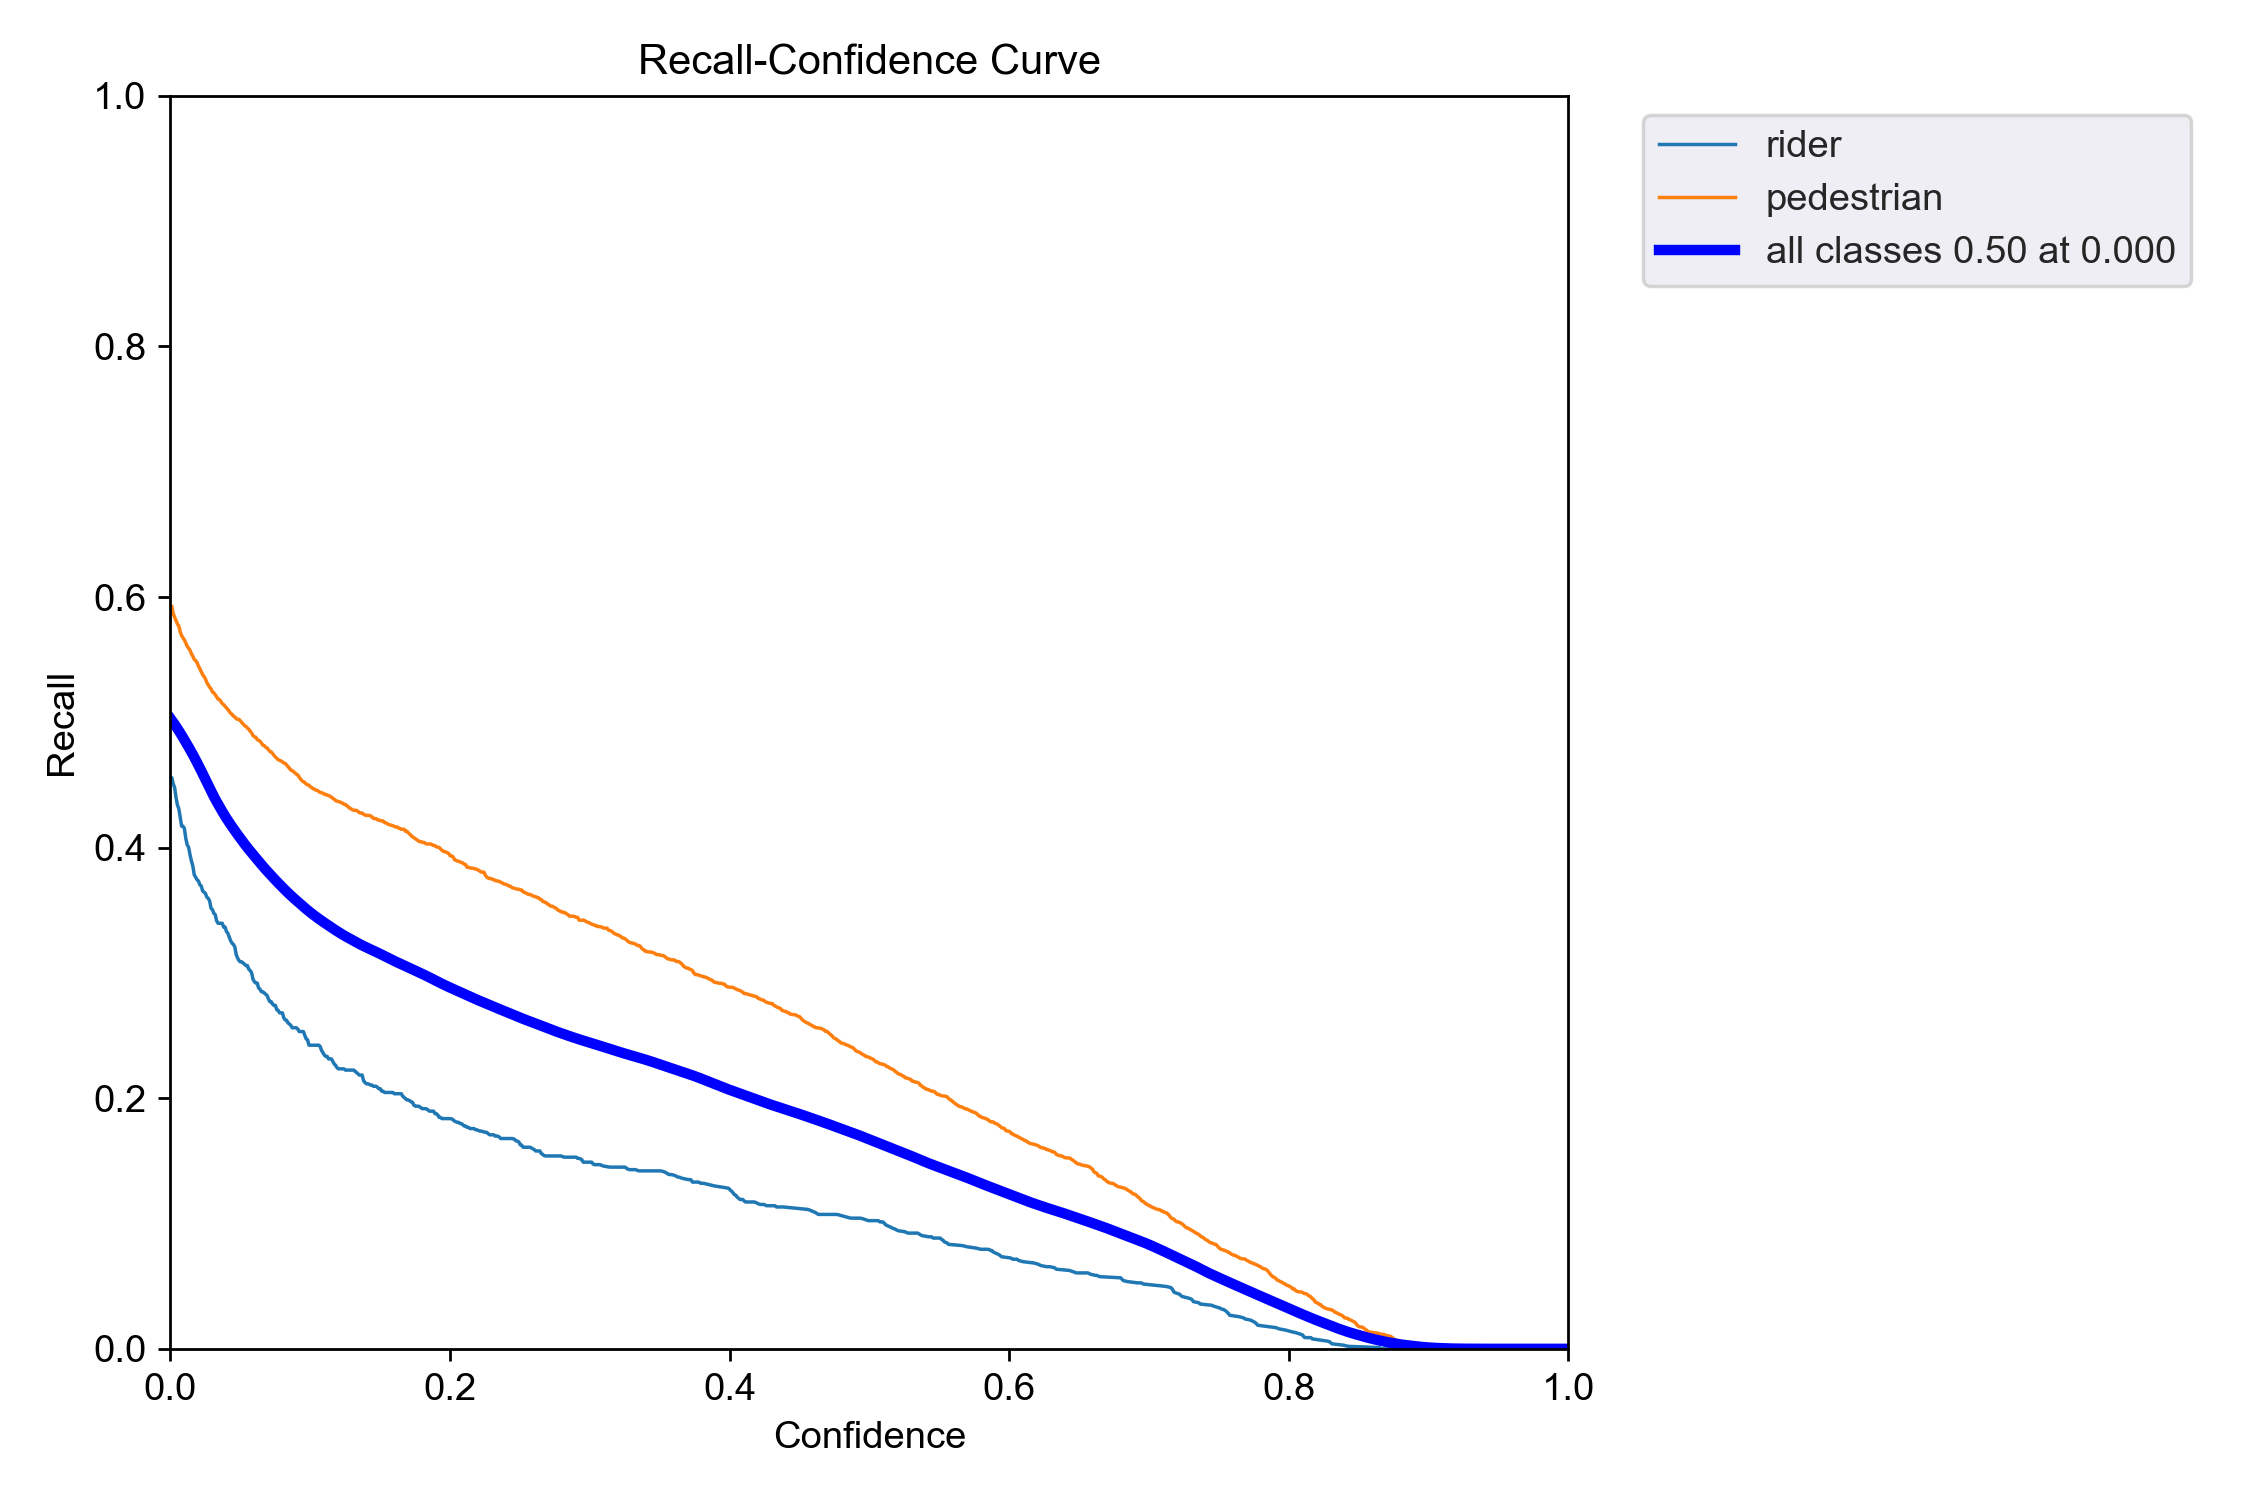 Recall-Confidence Curve
1.0
0.8
0.6
0.4
0.2
0.0
Recall
0.0 0.2 0.4 0.6 0.8 1.0
Confidence
rider
pedestrian
all classes 0.50 at 0.000